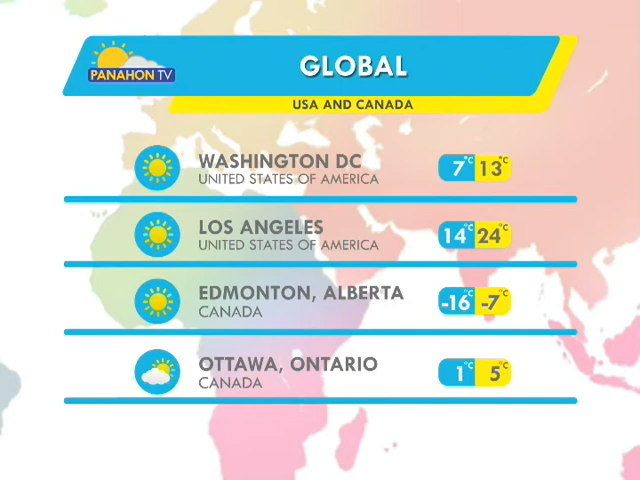 PANAHON TV
GLOBAL
USA AND CANADA
WASHINGTON DC
UNITED STATES OF AMERICA
7°C 13°C
LOS ANGELES
UNITED STATES OF AMERICA
14°C 24°C
EDMONTON, ALBERTA
CANADA
-16°C -7°C
OTTAWA, ONTARIO
CANADA
1°C 5°C